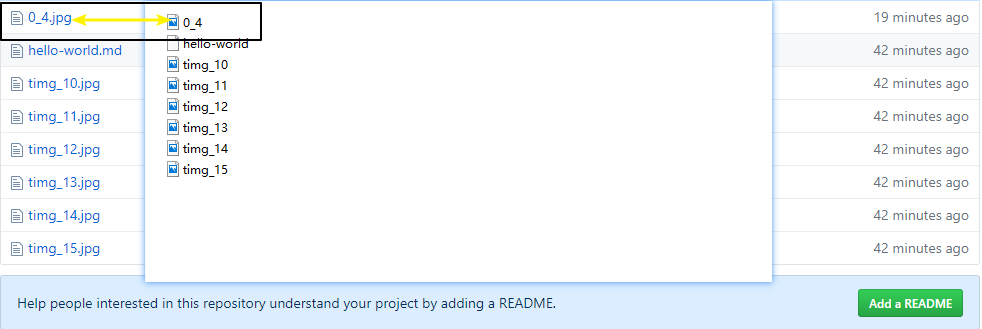 0_4.jpg 0_4 19 minutes ago
hello-world.md hello-world 42 minutes ago
timg_10.jpg timg_10 42 minutes ago
timg_11.jpg timg_11 42 minutes ago
timg_12.jpg timg_12 42 minutes ago
timg_13.jpg timg_13 42 minutes ago
timg_14.jpg timg_14 42 minutes ago
timg_15.jpg timg_15 42 minutes ago
Help people interested in this repository understand your project by adding a README. Add a README